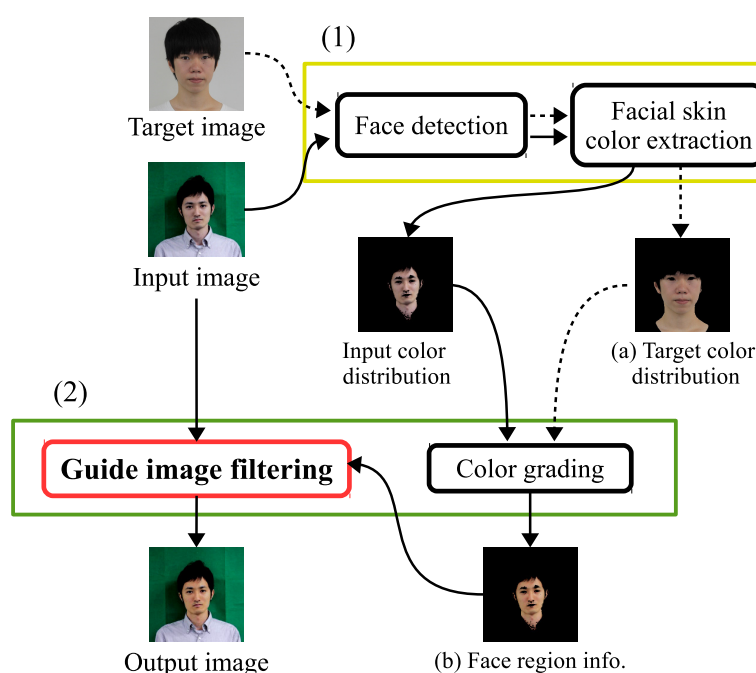 (1)
Target image
Face detection
Facial skin
color extraction
Input image
Input color
distribution
(a) Target color
distribution
(2)
Guide image filtering
Color grading
Output image
(b) Face region info.